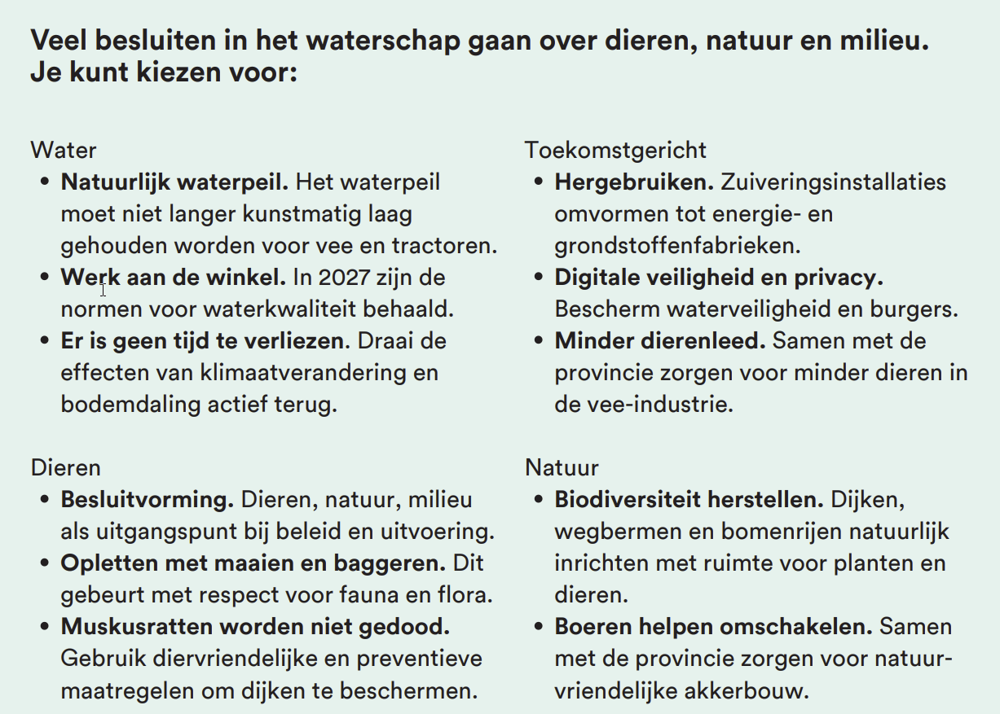 Veel besluiten in het waterschap gaan over dieren, natuur en milieu.
Je kunt kiezen voor:
Water
• Natuurlijk waterpeil. Het waterpeil
moet niet langer kunstmatig laag
gehouden worden voor vee en tractoren.
• Werk aan de winkel. In 2027 zijn de
normen voor waterkwaliteit behaald.
• Er is geen tijd te verliezen. Draai de
effecten van klimaatverandering en
bodemdaling actief terug.
Toekomstgericht
• Hergebruiken. Zuiveringsinstallaties
omvormen tot energie- en
grondstoffenfabrieken.
• Digitale veiligheid en privacy.
Bescherm waterveiligheid en burgers.
• Minder dierenleed. Samen met de
provincie zorgen voor minder dieren in
de vee-industrie.
Dieren
• Besluitvorming. Dieren, natuur, milieu
als uitgangspunt bij beleid en uitvoering.
• Opletten met maaien en baggeren. Dit
gebeurt met respect voor fauna en flora.
• Muskusratten worden niet gedood.
Gebruik diervriendelijke en preventieve
maatregelen om dijken te beschermen.
Natuur
• Biodiversiteit herstellen. Dijken,
wegbermen en bomenrijen natuurlijk
inrichten met ruimte voor planten en
dieren.
• Boeren helpen omschakelen. Samen
met de provincie zorgen voor natuur-
vriendelijke akkerbouw.